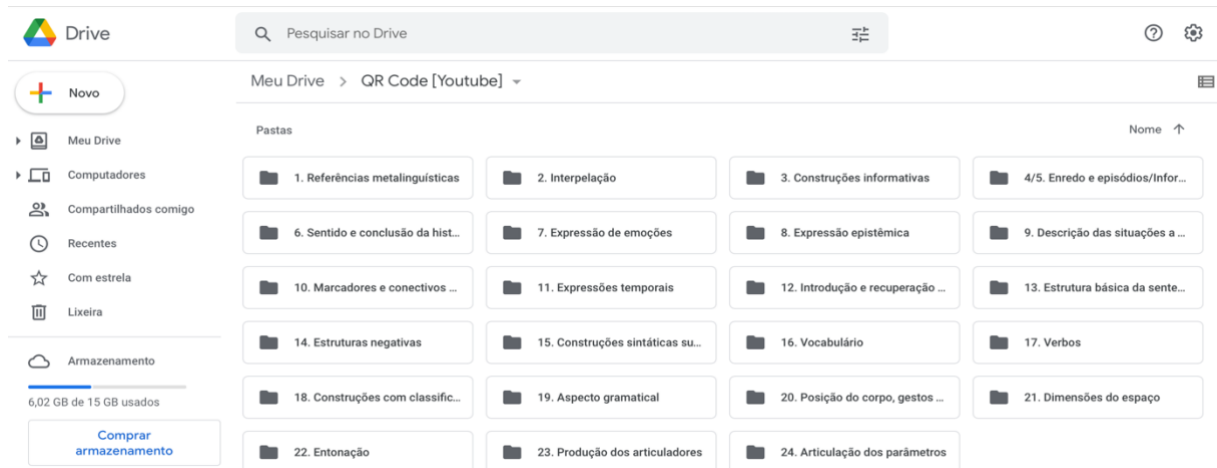 Drive
Pesquisar no Drive
Novo
Meu Drive
Computadores
Compartilhados comigo
Recentes
Com estrela
Lixeira
Armazenamento
6,02 GB de 15 GB usados
Comprar
armazenamento
Meu Drive > QR Code [Youtube]
Pastas
Nome
1. Referências metalinguísticas
2. Interpelação
3. Construções informativas
4/5. Enredo e episódios/Infor...
6. Sentido e conclusão da hist...
7. Expressão de emoções
8. Expressão epistêmica
9. Descrição das situações a ...
10. Marcadores e conectivos ...
11. Expressões temporais
12. Introdução e recuperação ...
13. Estrutura básica da sente...
14. Estruturas negativas
15. Construções sintáticas su...
16. Vocabulário
17. Verbos
18. Construções com classific...
19. Aspecto gramatical
20. Posição do corpo, gestos ...
21. Dimensões do espaço
22. Entonação
23. Produção dos articuladores
24. Articulação dos parâmetros